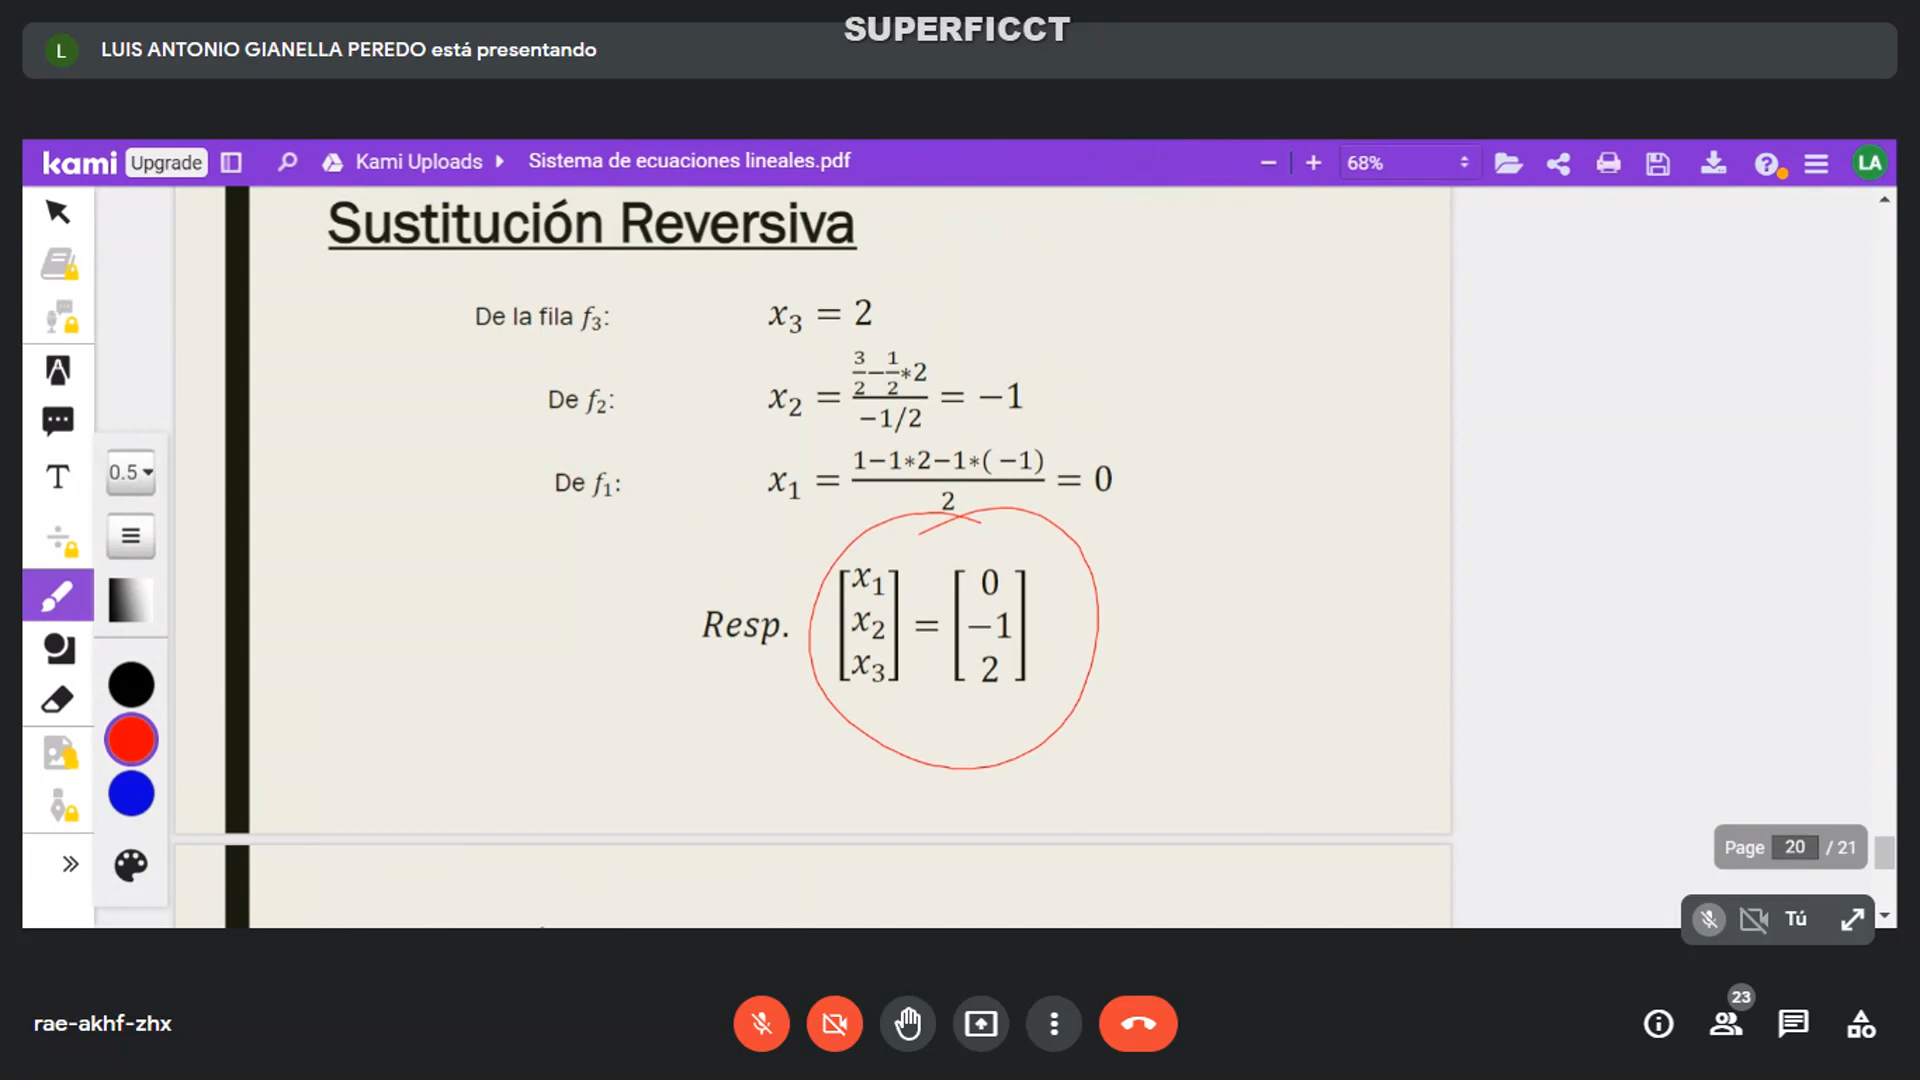 SUPERFICCT
L LUIS ANTONIO GIANELLA PEREDO está presentando
kami Upgrade Kami Uploads Sistema de ecuaciones lineales.pdf 68% LA
Sustitución Reversiva
De la fila f₃: x₃ = 2
De f₂: x₂ = (3/2 − 1/2 * 2) / (−1/2) = −1
De f₁: x₁ = (1−1*2−1*( −1)) / 2 = 0
Resp. [x₁ x₂ x₃] = [0 −1 2]
T
0.5
Page 20 / 21
Tú
rae-akhf-zhx
23